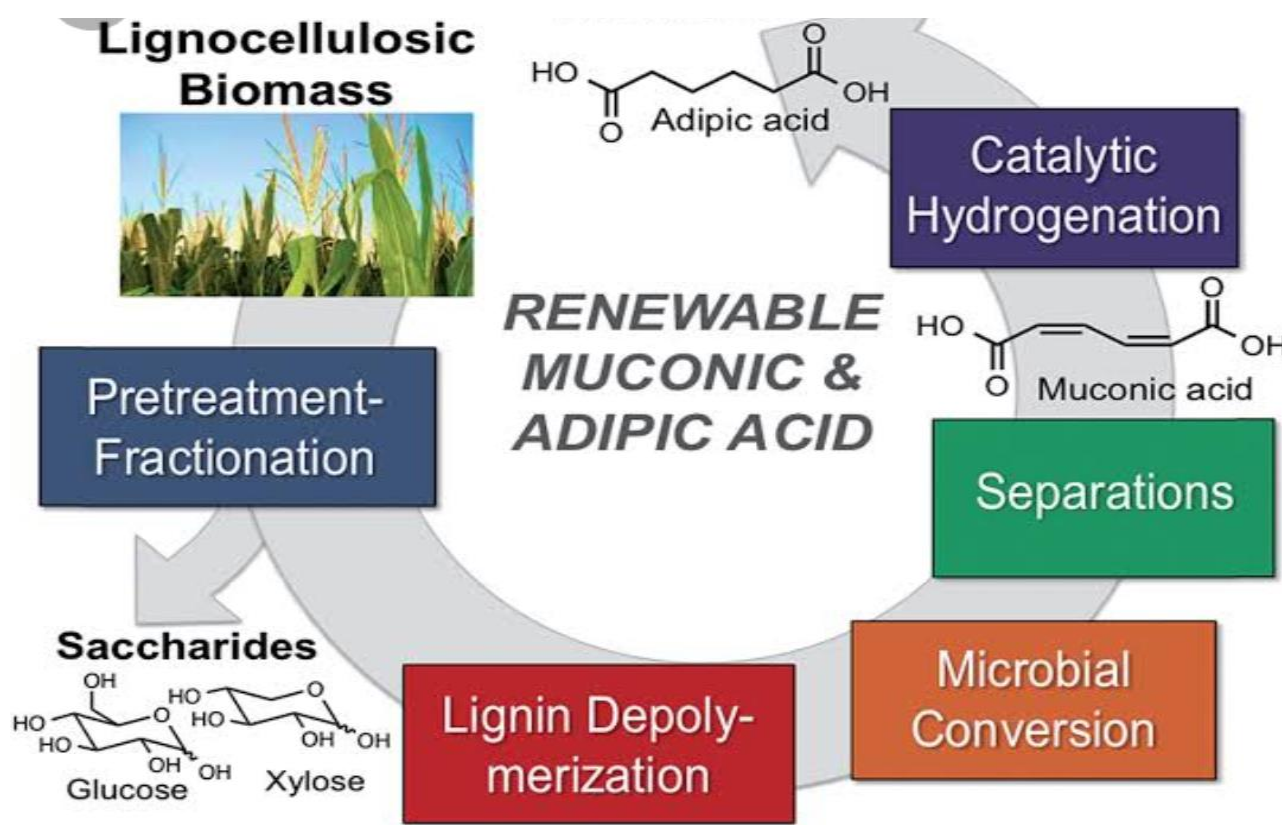 Lignocellulosic
Biomass
HO
O
O
OH
Adipic acid
Catalytic
Hydrogenation
RENEWABLE
MUCONIC &
ADIPIC ACID
HO
O
O
OH
Muconic acid
Pretreatment-
Fractionation
Separations
Saccharides
OH
HO
HO
O
OH
OH
Glucose
HO
HO
O
OH
OH
Xylose
Lignin Depoly-
merization
Microbial
Conversion